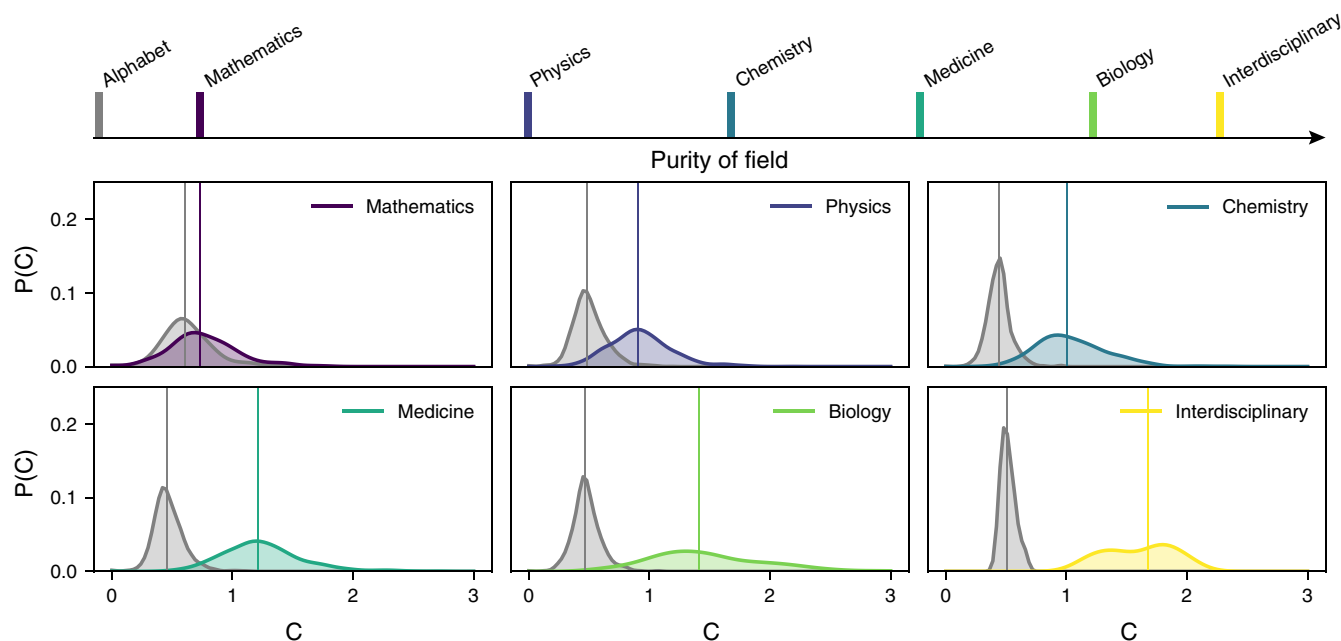 Alphabet
Mathematics
Physics
Chemistry
Medicine
Biology
Interdisciplinary
Purity of field
P(C)
0.2
0.1
0.0
Mathematics
Physics
Chemistry
P(C)
0.2
0.1
0.0
Medicine
Biology
Interdisciplinary
0 1 2 3
0 1 2 3
0 1 2 3
C
C
C